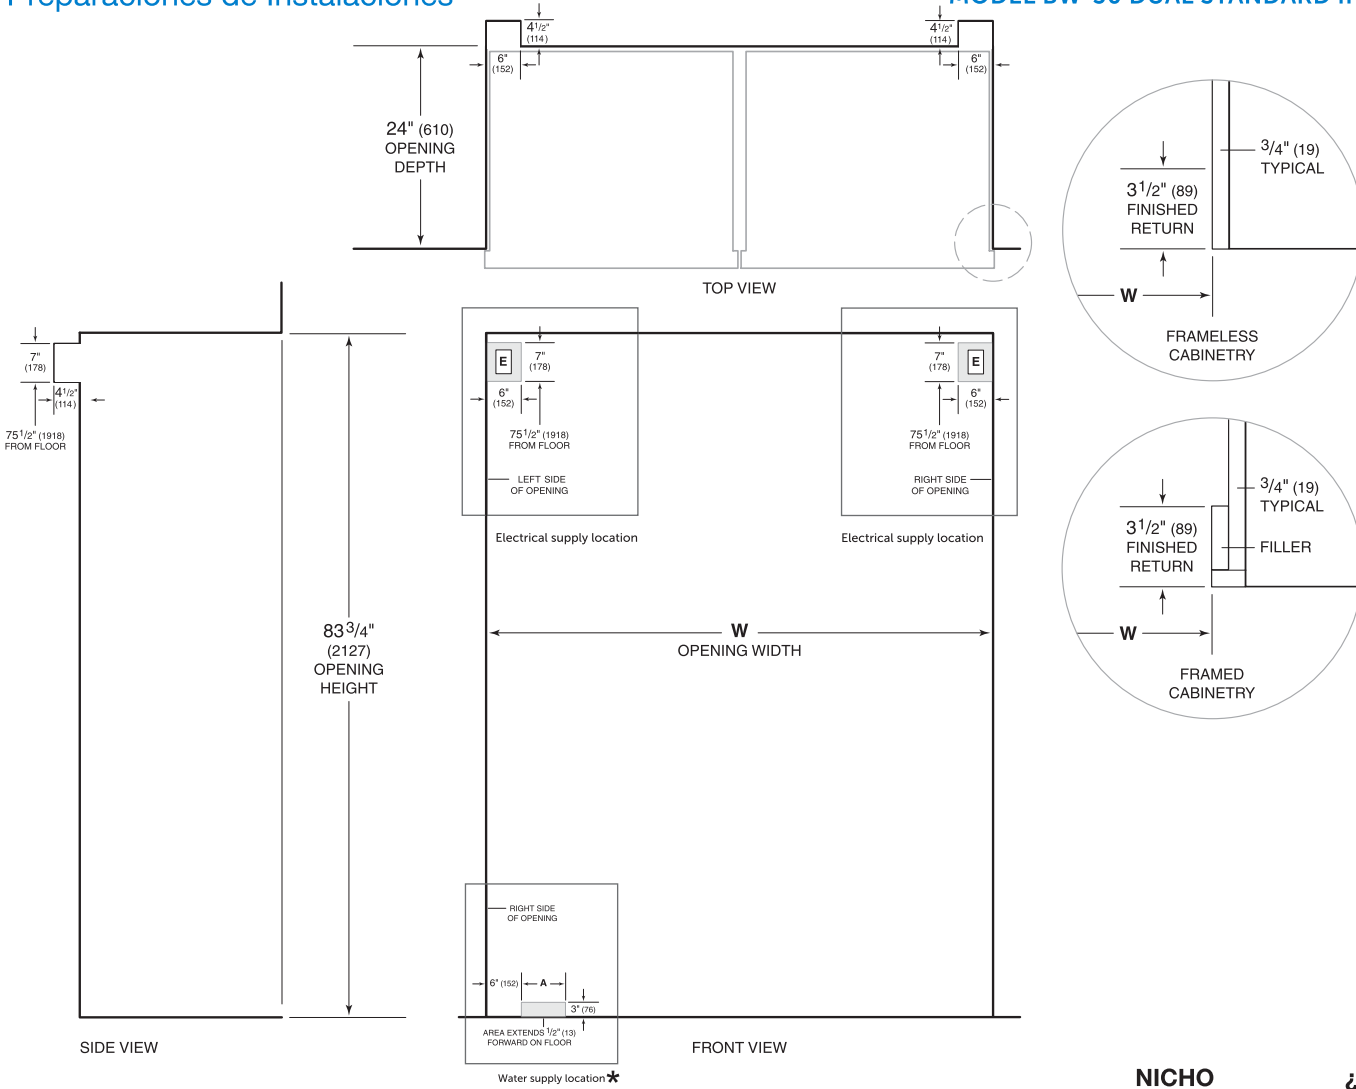 Preparaciones de Instalaciones
4 1/2"
(114)
4 1/2"
(114)
6"
(152)
6"
(152)
24" (610)
OPENING
DEPTH
TOP VIEW
3/4" (19)
TYPICAL
3 1/2" (89)
FINISHED
RETURN
W
FRAMELESS
CABINETRY
7"
(178)
4 1/2"
(114)
75 1/2" (1918)
FROM FLOOR
83 3/4"
(2127)
OPENING
HEIGHT
SIDE VIEW
E
7"
(178)
6"
(152)
75 1/2" (1918)
FROM FLOOR
LEFT SIDE
OF OPENING
Electrical supply location
7"
(178)
E
6"
(152)
75 1/2" (1918)
FROM FLOOR
RIGHT SIDE
OF OPENING
Electrical supply location
W
OPENING WIDTH
3/4" (19)
TYPICAL
3 1/2" (89)
FINISHED
RETURN
FILLER
W
FRAMED
CABINETRY
RIGHT SIDE
OF OPENING
6" (152)
A
3" (76)
AREA EXTENDS 1/2" (13)
FORWARD ON FLOOR
FRONT VIEW
Water supply location*
NICHO
¿